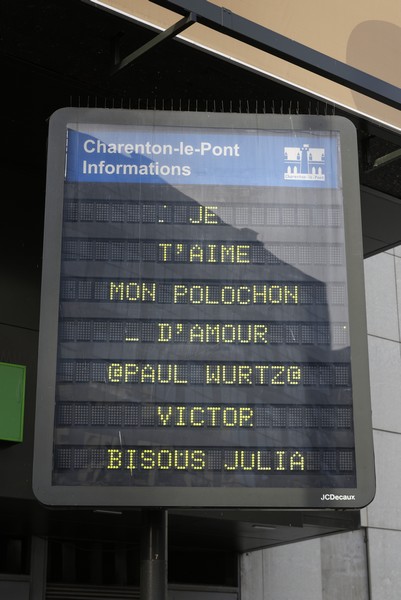 Charenton-le-Pont
Informations
: JE
T'AIME
MON POLOCHON
_ D'AMOUR
@PAUL WURTZ@
VICTOR
BISOUS JULIA
JCDecaux